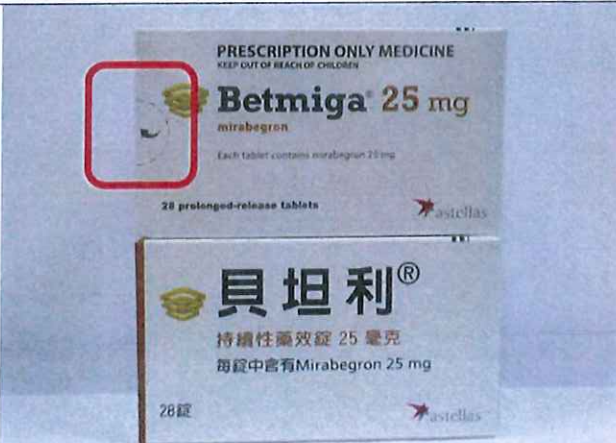 PRESCRIPTION ONLY MEDICINE
KEEP OUT OF REACH OF CHILDREN
Betmiga® 25 mg
mirabegron
Each tablet contains mirabegron 25 mg
28 prolonged-release tablets
astellas
貝坦利®
持續性藥效錠 25 毫克
每錠中含有Mirabegron 25 mg
28錠
astellas